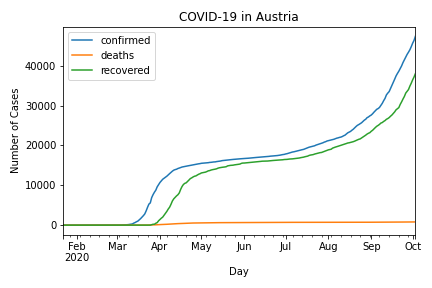 COVID-19 in Austria
confirmed
deaths
recovered
Number of Cases
40000
30000
20000
10000
0
Feb Mar Apr May Jun Jul Aug Sep Oct
2020
Day